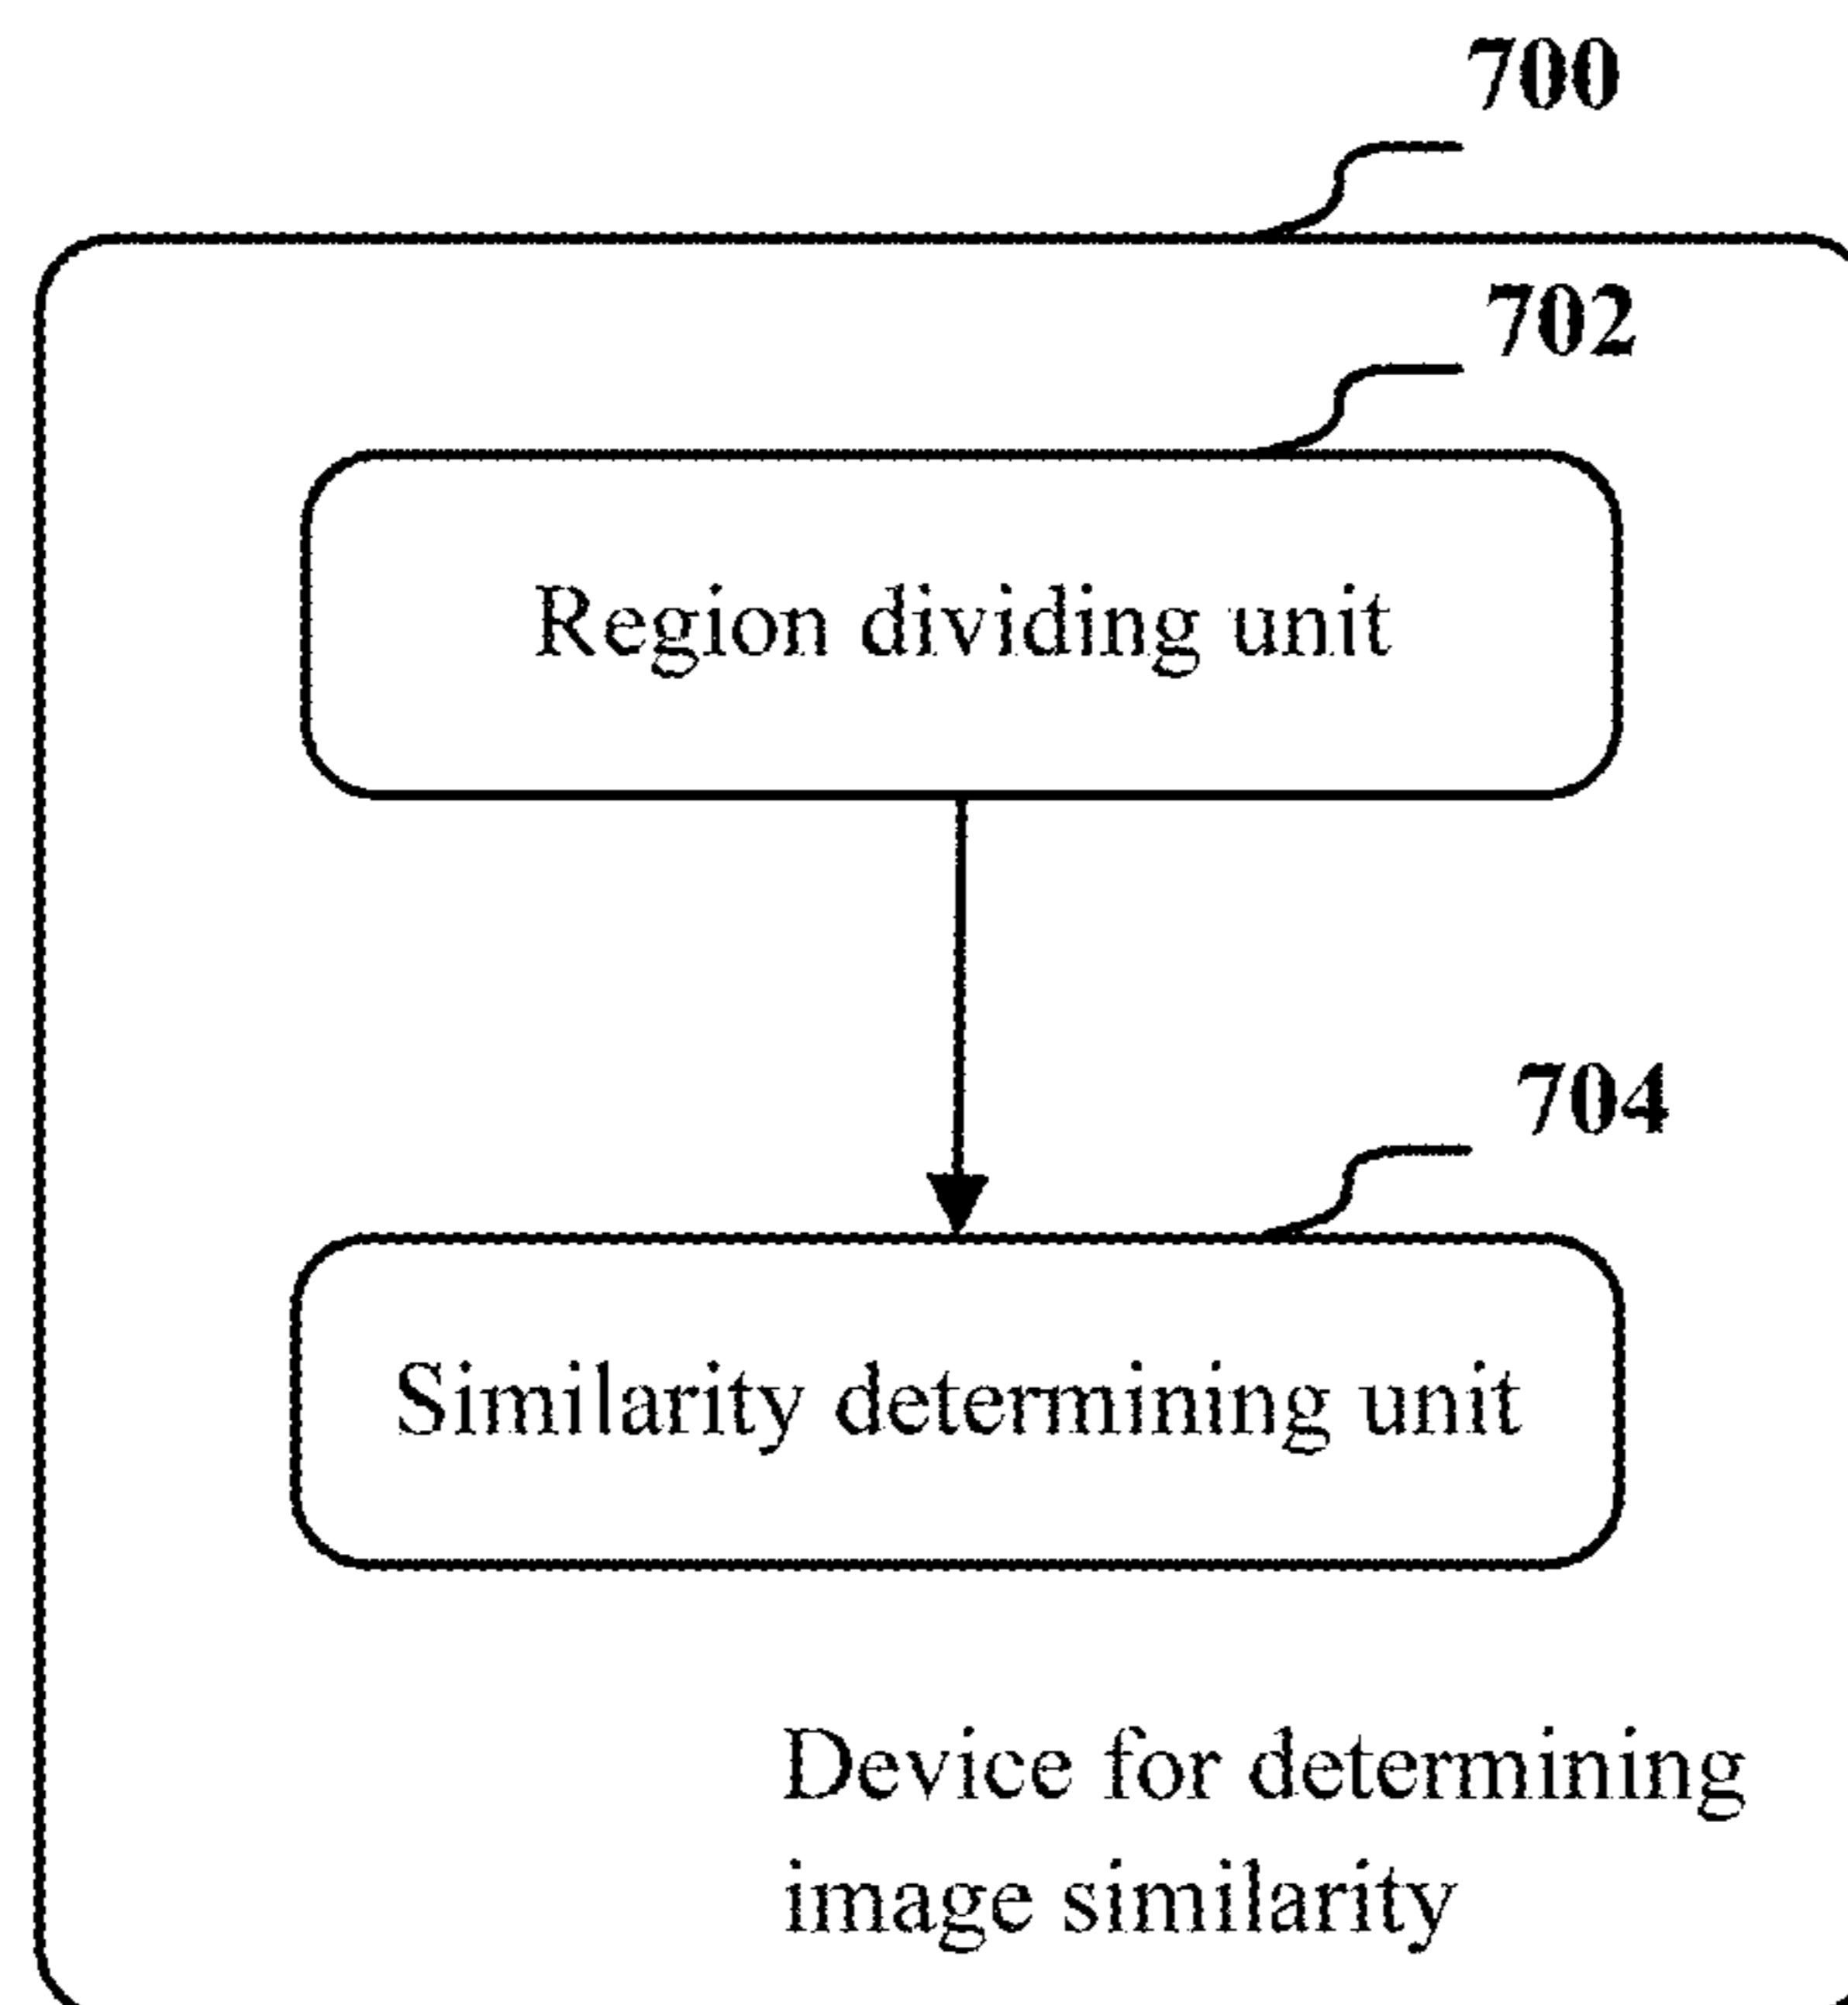 700
702
Region dividing unit
704
Similarity determining unit
Device for determining
image similarity